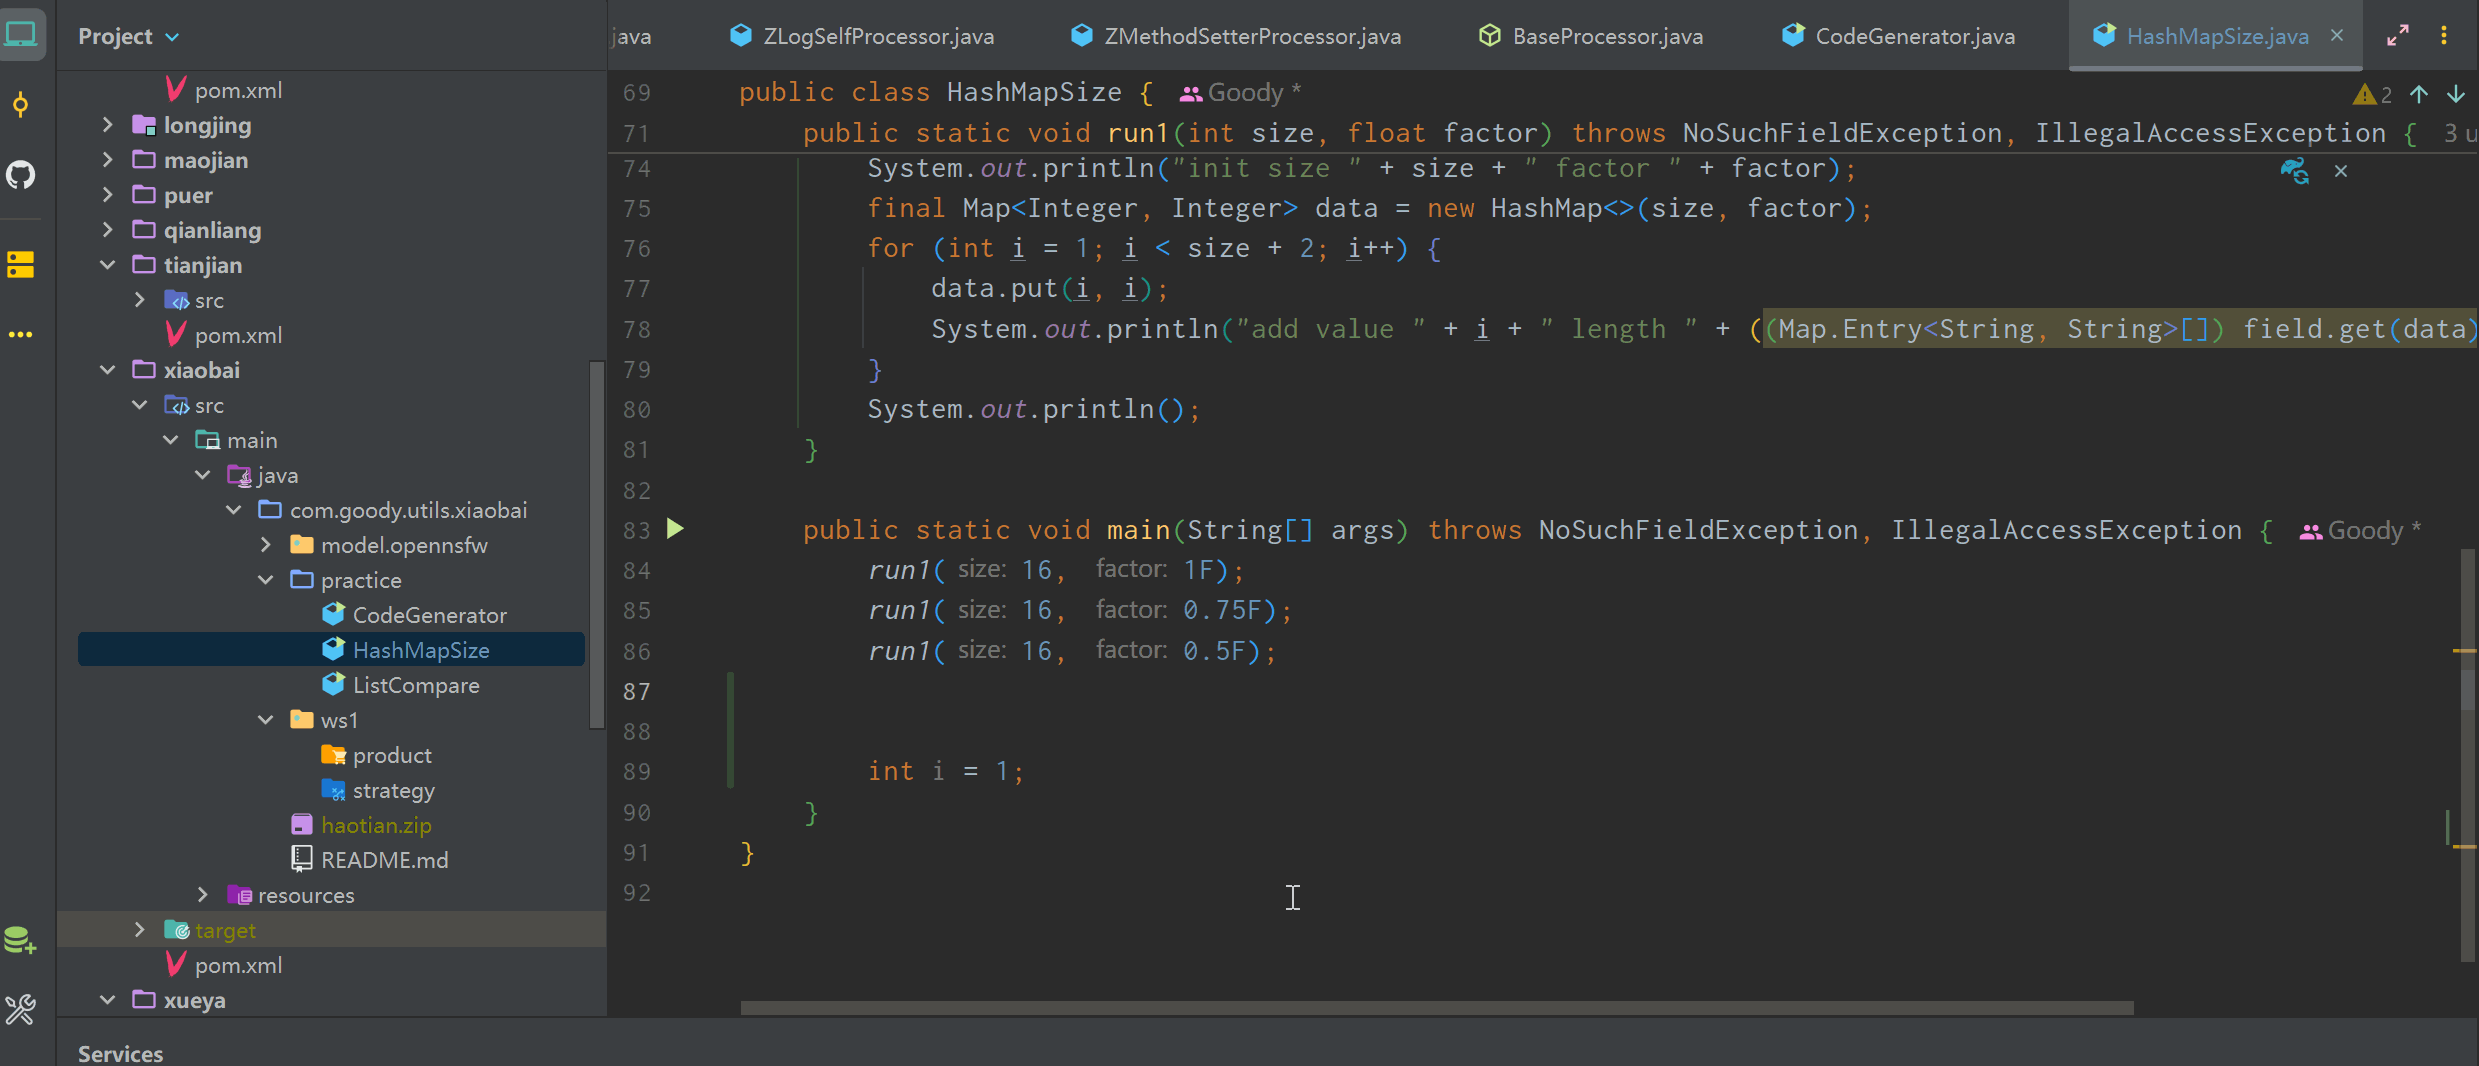 Project
java
ZLogSelfProcessor.java
ZMethodSetterProcessor.java
BaseProcessor.java
CodeGenerator.java
HashMapSize.java
pom.xml
longjing
maojian
puer
qianliang
tianjian
src
pom.xml
xiaobai
src
main
java
com.goody.utils.xiaobai
model.opennsfw
practice
CodeGenerator
HashMapSize
ListCompare
ws1
product
strategy
haotian.zip
README.md
resources
target
pom.xml
xueya
Services
69 public class HashMapSize { Goody *
2
71 public static void run1(int size, float factor) throws NoSuchFieldException, IllegalAccessException { 3 u
74 System.out.println("init size " + size + " factor " + factor);
75 final Map<Integer, Integer> data = new HashMap<>(size, factor);
76 for (int i = 1; i < size + 2; i++) {
77 data.put(i, i);
78 System.out.println("add value " + i + " length " + ((Map.Entry<String, String>[]) field.get(data)
79 }
80 System.out.println();
81 }
82
83 public static void main(String[] args) throws NoSuchFieldException, IllegalAccessException { Goody *
84 run1( size: 16, factor: 1F);
85 run1( size: 16, factor: 0.75F);
86 run1( size: 16, factor: 0.5F);
87
88
89 int i = 1;
90 }
91 }
92